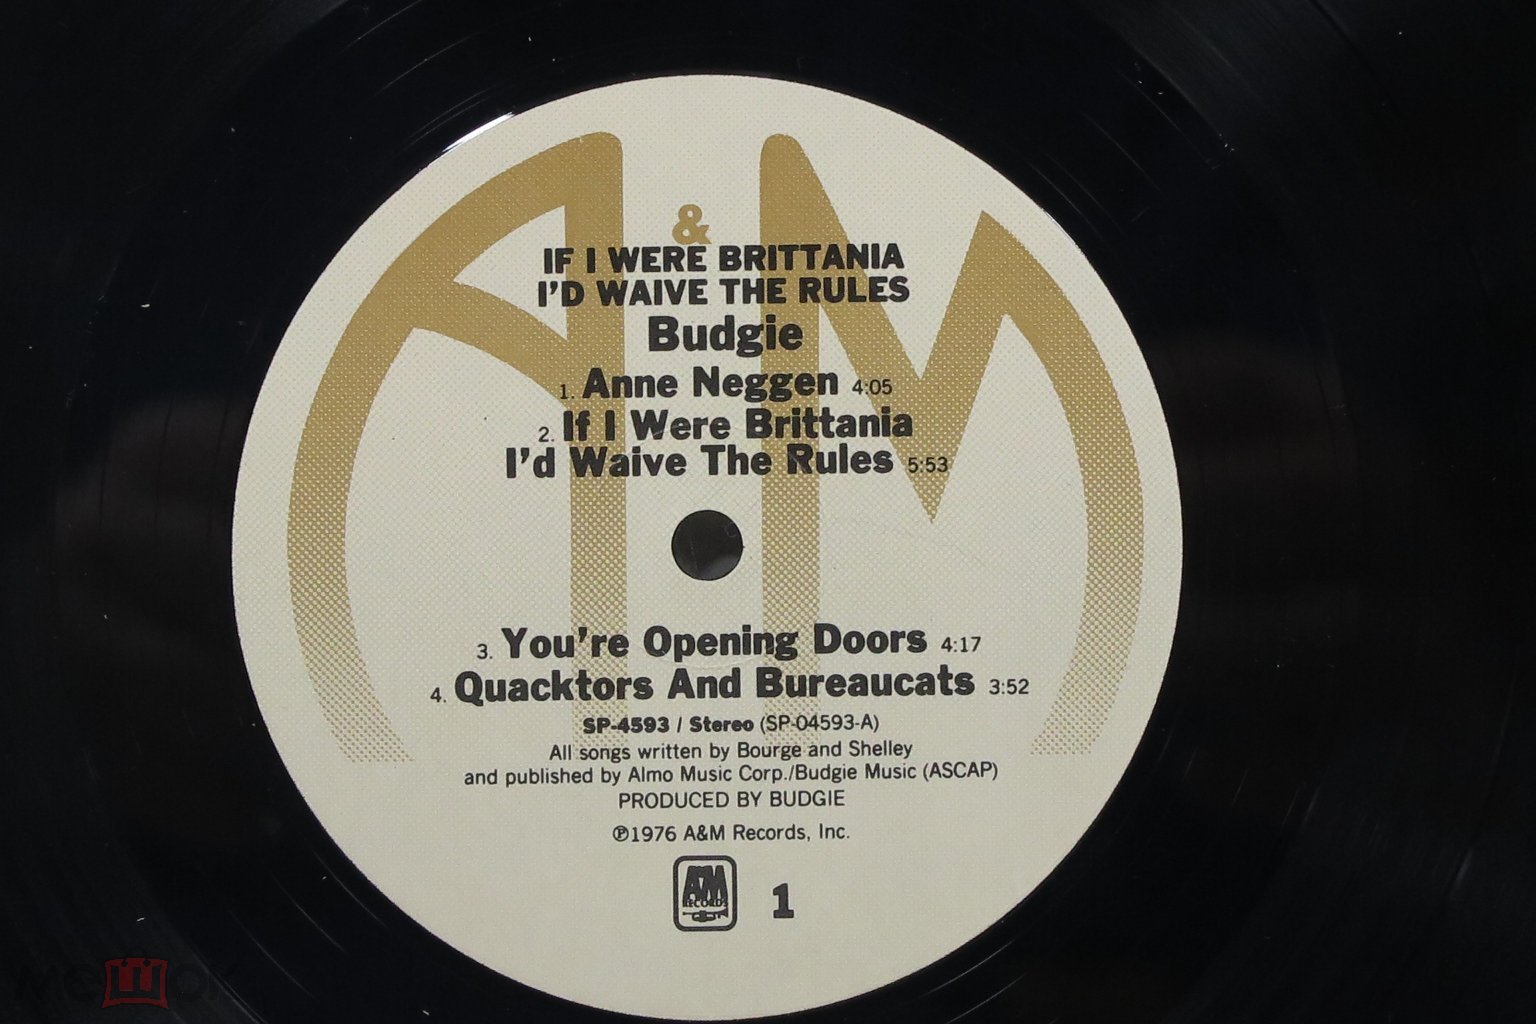 &
IF I WERE BRITTANIA
I'D WAIVE THE RULES
Budgie
1. Anne Neggen 4:05
2. If I Were Brittania
I'd Waive The Rules 5:53
3. You're Opening Doors 4:17
4. Quacktors And Bureaucats 3:52
SP-4593 / Stereo (SP-04593-A)
All songs written by Bourge and Shelley
and published by Almo Music Corp./Budgie Music (ASCAP)
PRODUCED BY BUDGIE
℗1976 A&M Records, Inc.
A&M
RECORDS
1
мешок